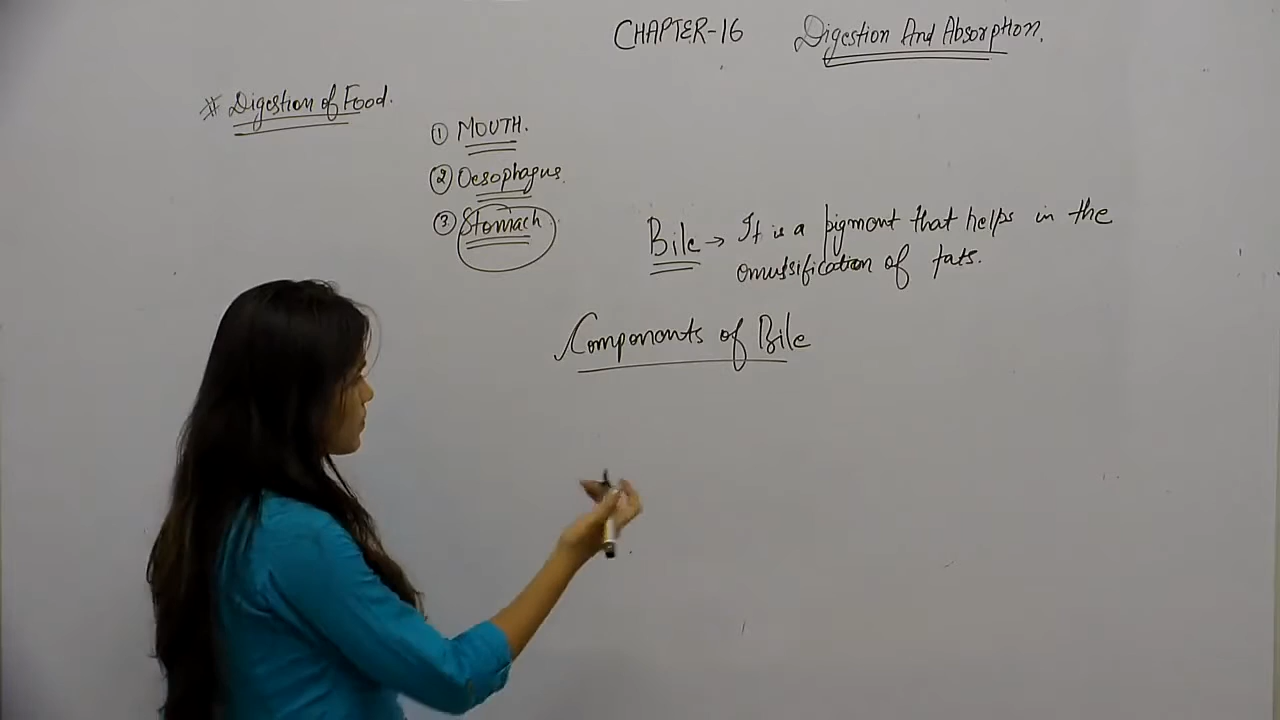 CHAPTER-16 Digestion And Absorption.
* Digestion of Food.
① MOUTH.
② Oesophagus.
③ Stomach.
Bile → It is a pigment that helps in the
emulsification of fats.
Components of Bile